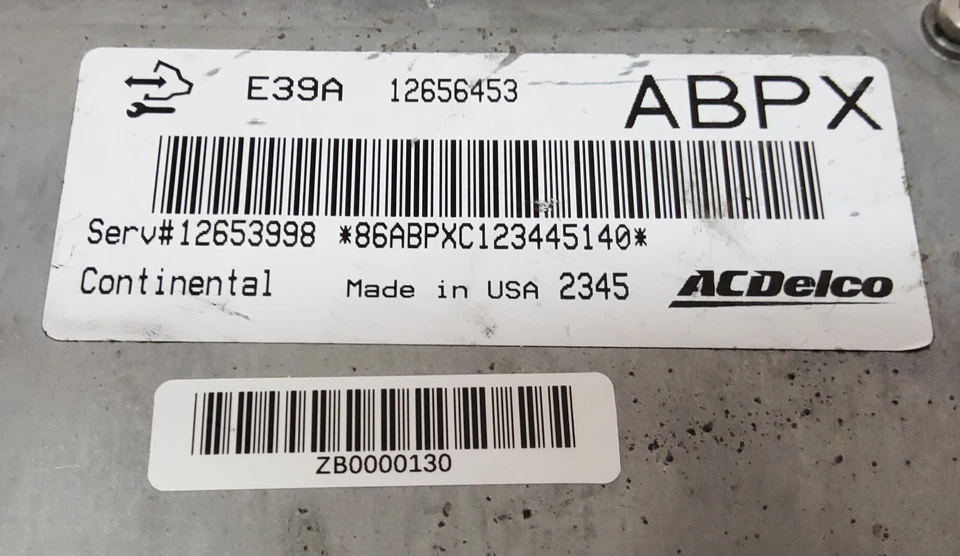 E39A 12656453 ABPX
Serv#12653998 *86ABPXC123445140*
Continental Made in USA 2345 ACDelco
ZB0000130